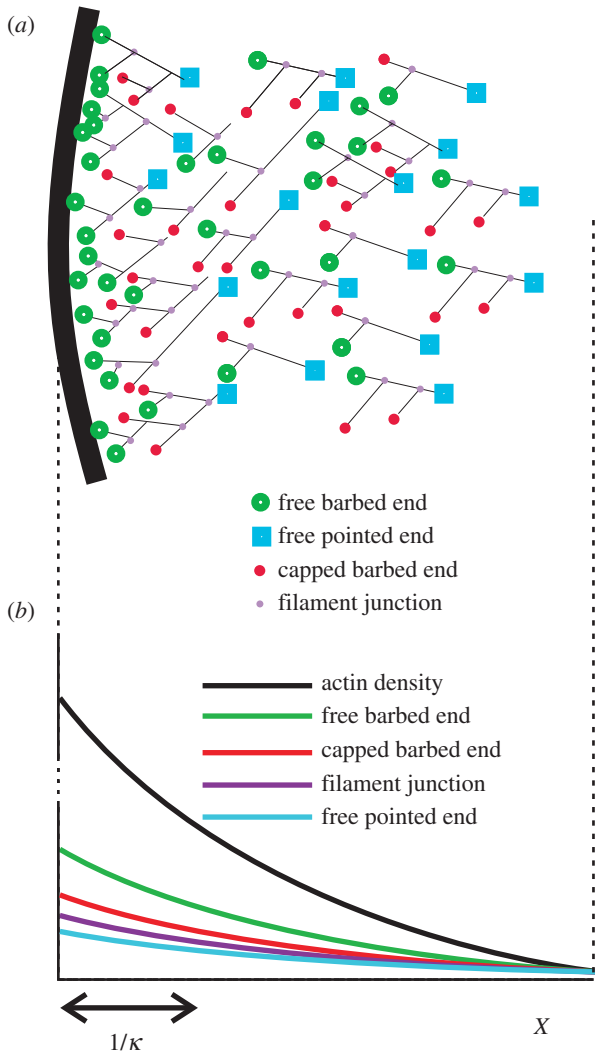 (a)
free barbed end
free pointed end
capped barbed end
filament junction
(b)
actin density
free barbed end
capped barbed end
filament junction
free pointed end
1/κ
X